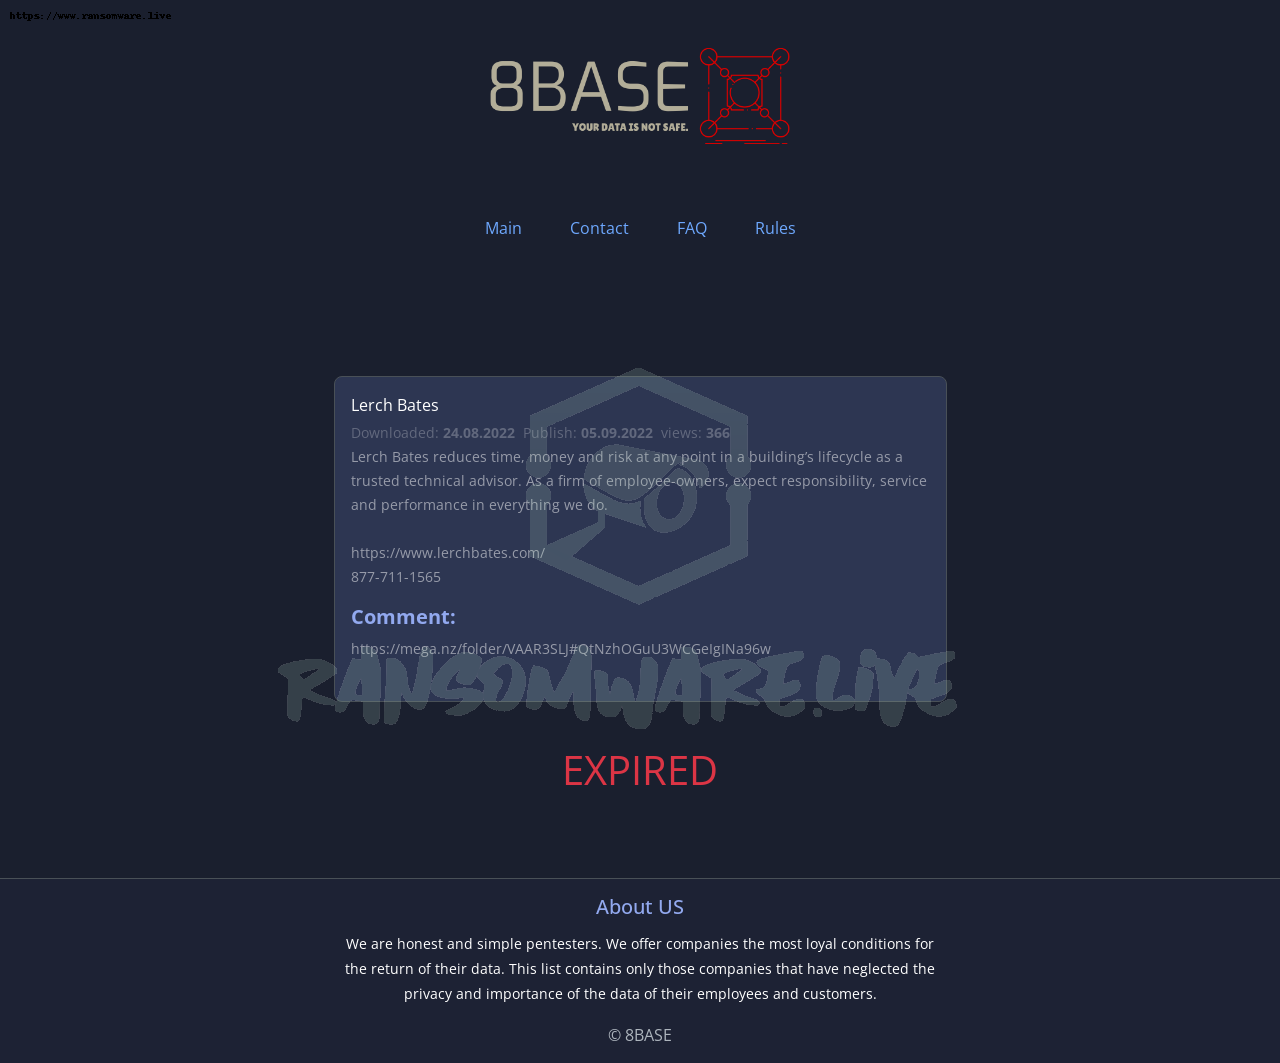 https://www.ransomware.live
8BASE
YOUR DATA IS NOT SAFE.
Main Contact FAQ Rules
Lerch Bates
Downloaded: 24.08.2022 Publish: 05.09.2022 views: 366
Lerch Bates reduces time, money and risk at any point in a building’s lifecycle as a
trusted technical advisor. As a firm of employee-owners, expect responsibility, service
and performance in everything we do.
https://www.lerchbates.com/
877-711-1565
Comment:
https://mega.nz/folder/VAAR3SLJ#QtNzhOGuU3WCGeIgINa96w
RANSOMWARE.LIVE
EXPIRED
About US
We are honest and simple pentesters. We offer companies the most loyal conditions for
the return of their data. This list contains only those companies that have neglected the
privacy and importance of the data of their employees and customers.
© 8BASE